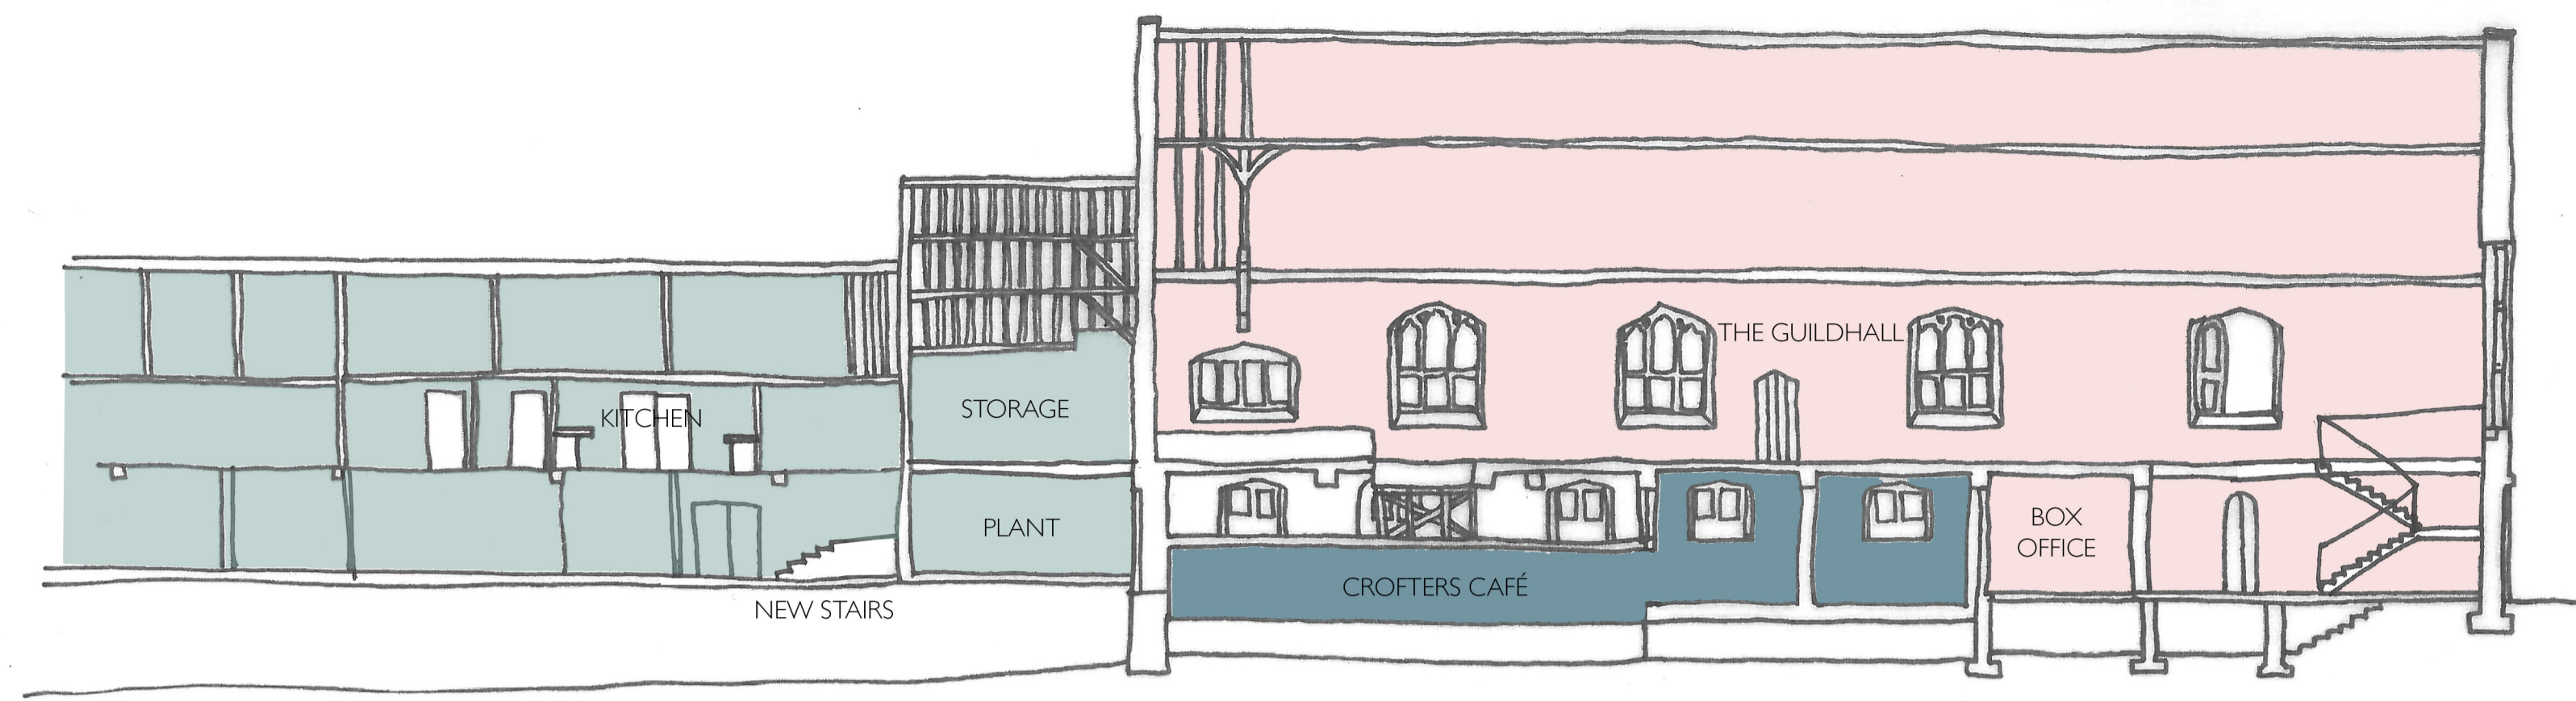 THE GUILDHALL
KITCHEN
STORAGE
PLANT
BOX
OFFICE
CROFTERS CAFÉ
NEW STAIRS